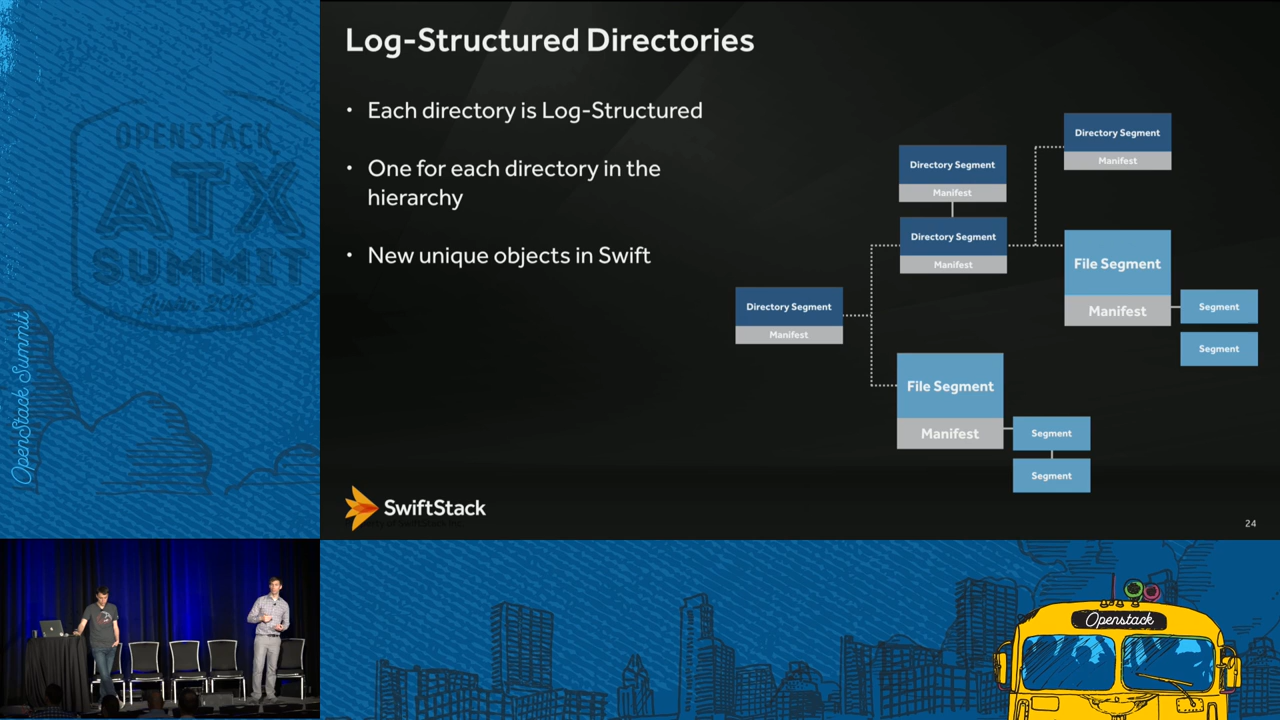 Log-Structured Directories
• Each directory is Log-Structured
• One for each directory in the
hierarchy
• New unique objects in Swift
Directory Segment
Manifest
Directory Segment
Manifest
Directory Segment
Manifest
Directory Segment
Manifest
File Segment
Manifest
Segment
Segment
File Segment
Manifest
Segment
Segment
SwiftStack
24
OPENSTACK
ATX
SUMMIT
OpenStack Summit
Openstack